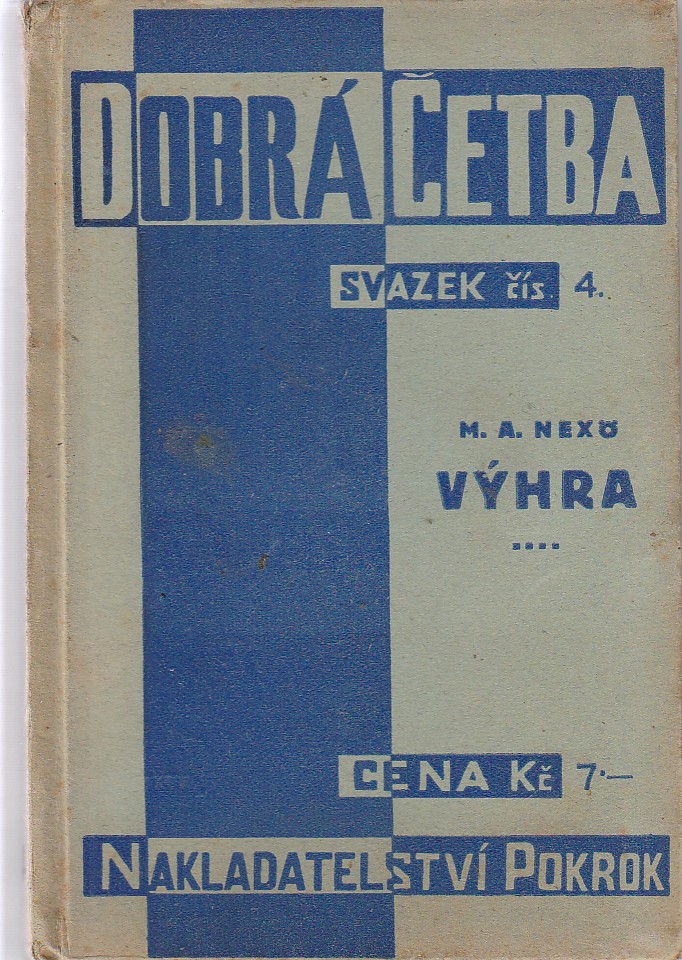 DOBRÁ ČETBA
SVAZEK čís. 4.
M. A. NEXÖ
VÝHRA
CENA Kč 7·—
NAKLADATELSTVÍ POKROK